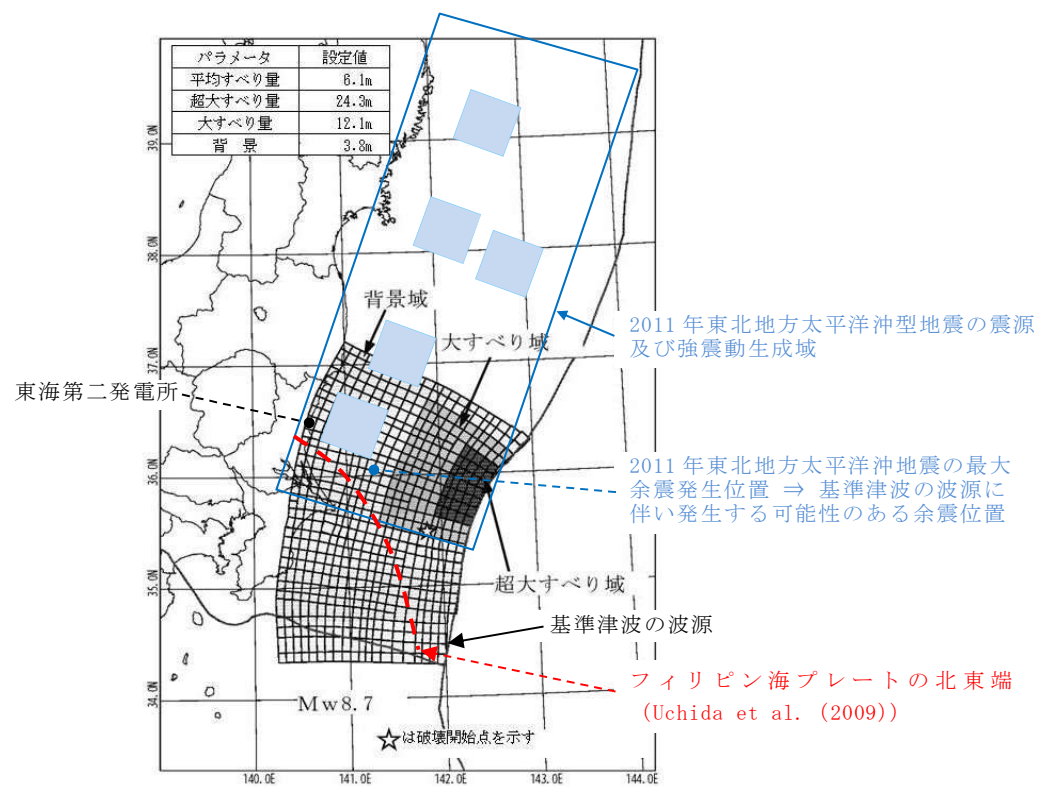 パラメータ 設定値
平均すべり量 6.1m
超大すべり量 24.3m
大すべり量 12.1m
背景 3.8m
39.0N
38.0N
37.0N
36.0N
35.0N
34.0N
背景域
大すべり域
2011年東北地方太平洋沖型地震の震源
及び強震動生成域
東海第二発電所
2011年東北地方太平洋沖地震の最大
余震発生位置 ⇒ 基準津波の波源に
伴い発生する可能性のある余震位置
超大すべり域
基準津波の波源
フィリピン海プレートの北東端
(Uchida et al. (2009))
Mw8.7
☆は破壊開始点を示す
140.0E 141.0E 142.0E 143.0E 144.0E